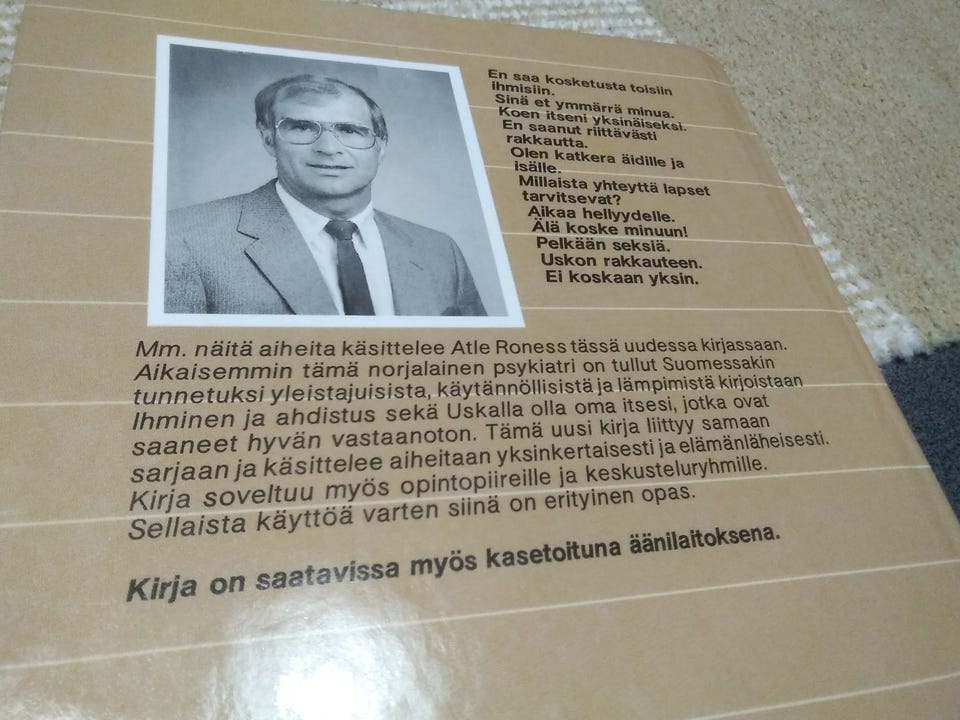 En saa kosketusta toisiin
ihmisiin.
Sinä et ymmärrä minua.
Koen itseni yksinäiseksi.
En saanut riittävästi
rakkautta.
Olen katkera äidille ja
isälle.
Millaista yhteyttä lapset
tarvitsevat?
Aikaa hellyydelle.
Älä koske minuun!
Pelkään seksiä.
Uskon rakkauteen.
Ei koskaan yksin.
Mm. näitä aiheita käsittelee Atle Roness tässä uudessa kirjassaan.
Aikaisemmin tämä norjalainen psykiatri on tullut Suomessakin
tunnetuksi yleistajuisista, käytännöllisistä ja lämpimistä kirjoistaan
Ihminen ja ahdistus sekä Uskalla olla oma itsesi, jotka ovat
saaneet hyvän vastaanoton. Tämä uusi kirja liittyy samaan
sarjaan ja käsittelee aiheitaan yksinkertaisesti ja elämänläheisesti.
Kirja soveltuu myös opintopiireille ja keskusteluryhmille.
Sellaista käyttöä varten siinä on erityinen opas.
Kirja on saatavissa myös kasetoituna äänilaitoksena.